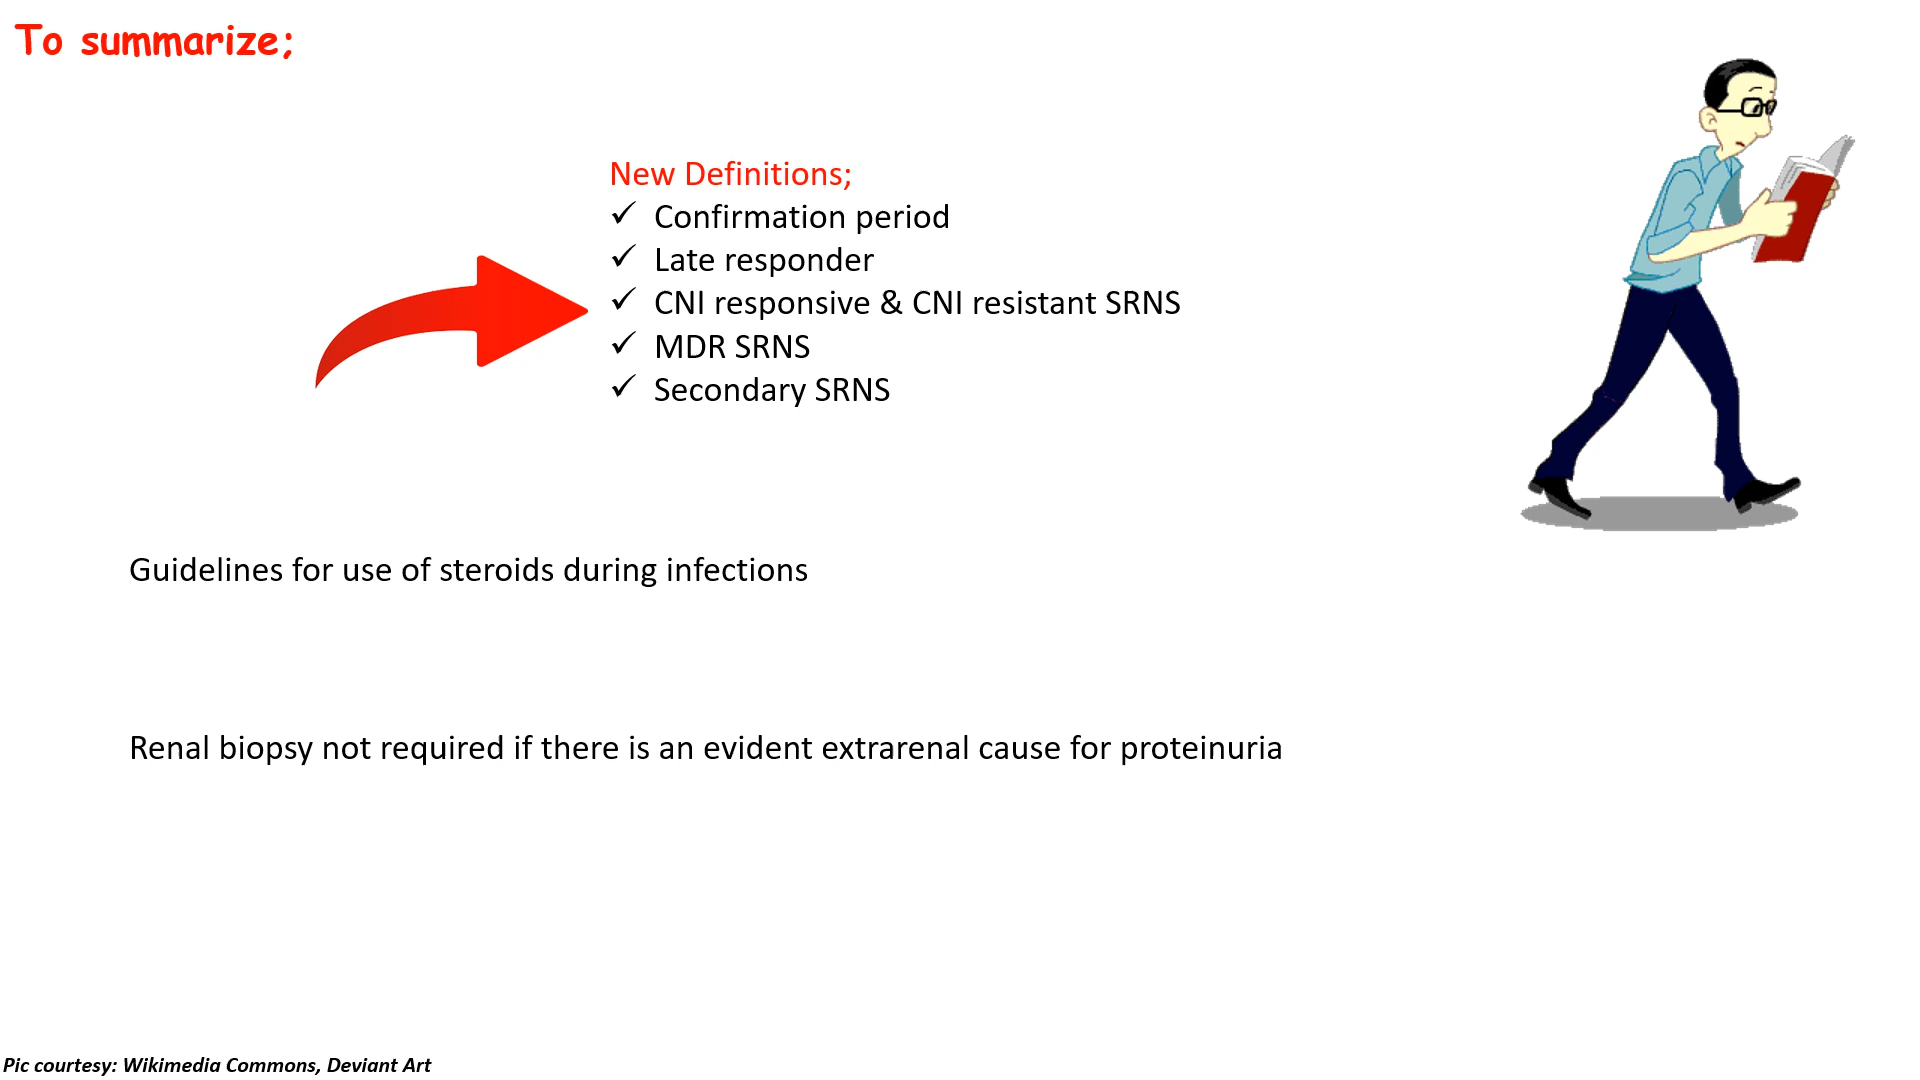 To summarize;
New Definitions;
✓ Confirmation period
✓ Late responder
✓ CNI responsive & CNI resistant SRNS
✓ MDR SRNS
✓ Secondary SRNS
Guidelines for use of steroids during infections
Renal biopsy not required if there is an evident extrarenal cause for proteinuria
Pic courtesy: Wikimedia Commons, Deviant Art